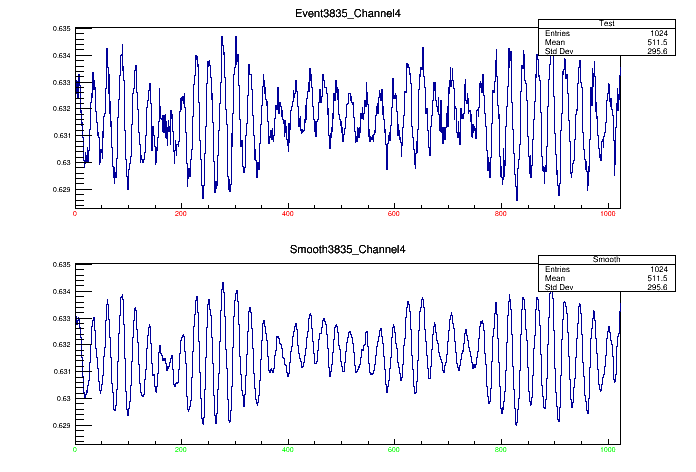 Event3835_Channel4
Test
Entries 1024
Mean 511.5
Std Dev 295.6
0.635
0.634
0.633
0.632
0.631
0.63
0.629
0 200 400 600 800 1000
Smooth3835_Channel4
Smooth
Entries 1024
Mean 511.5
Std Dev 295.6
0.635
0.634
0.633
0.632
0.631
0.63
0.629
0 200 400 600 800 1000